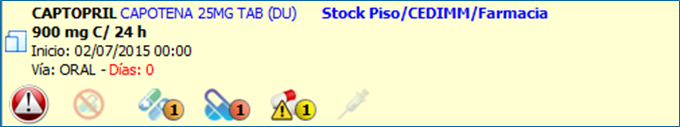 CAPTOPRIL CAPOTENA 25MG TAB (DU) Stock Piso/CEDIMM/Farmacia
900 mg C/ 24 h
Inicio: 02/07/2015 00:00
Vía: ORAL - Días: 0
1 1 1